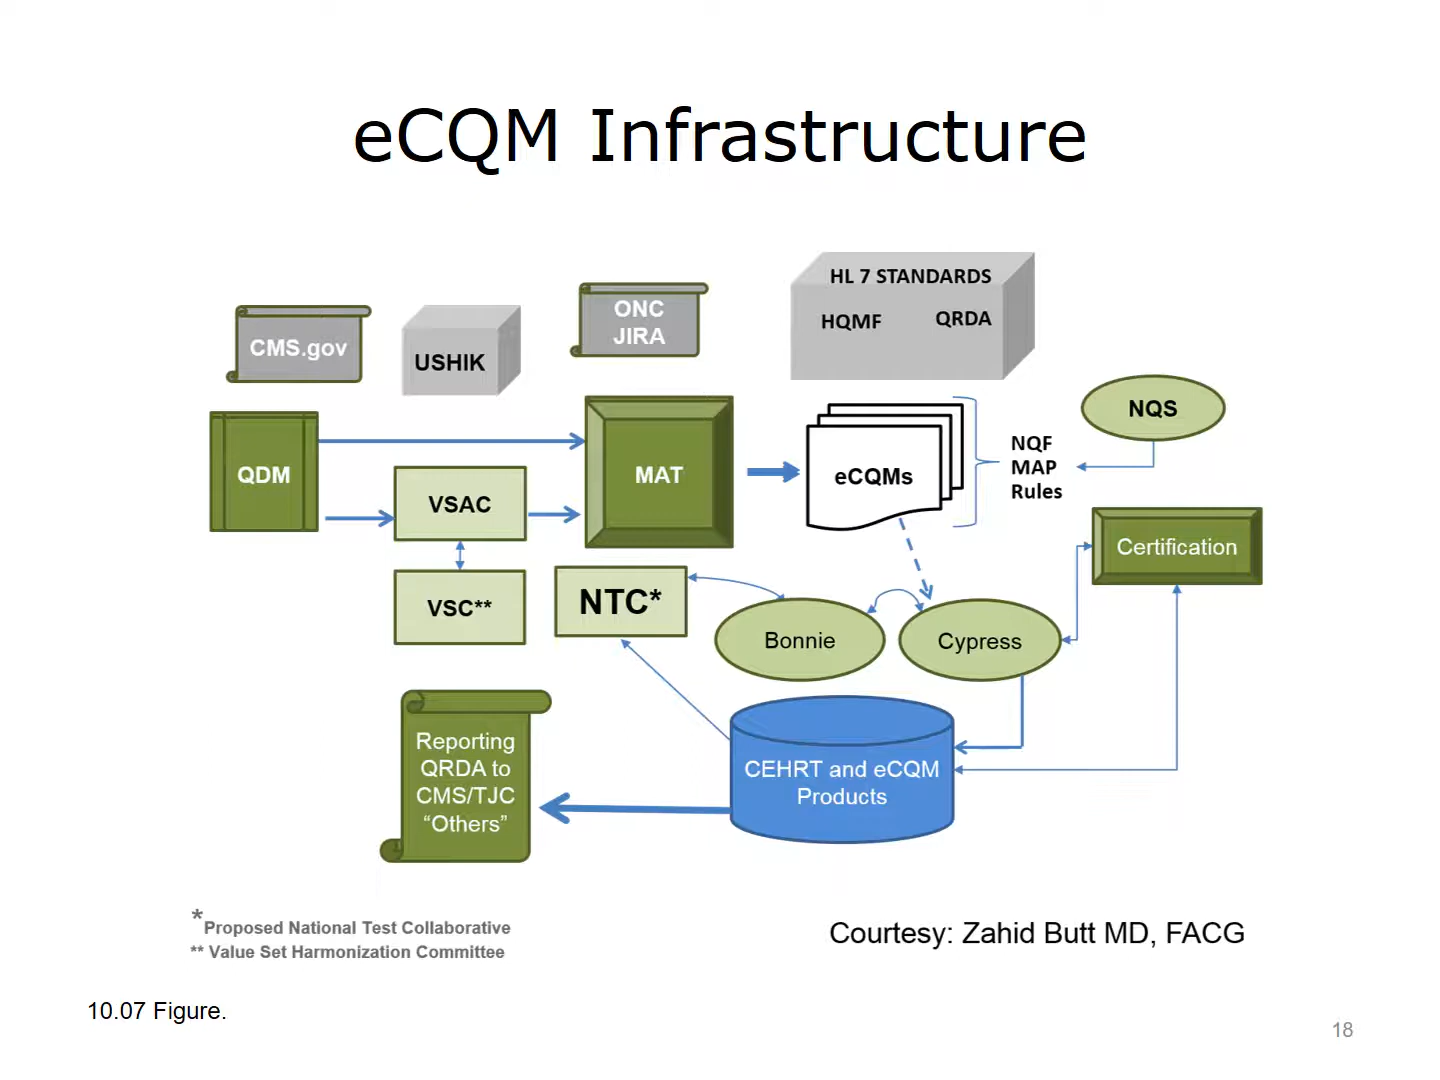 eCQM Infrastructure
CMS.gov
USHIK
ONC
JIRA
HL 7 STANDARDS
HQMF
QRDA
QDM
VSAC
VSC**
MAT
eCQMs
NQF
MAP
Rules
NQS
Certification
NTC*
Bonnie
Cypress
Reporting
QRDA to
CMS/TJC
“Others”
CEHRT and eCQM
Products
*Proposed National Test Collaborative
** Value Set Harmonization Committee
Courtesy: Zahid Butt MD, FACG
10.07 Figure.
18